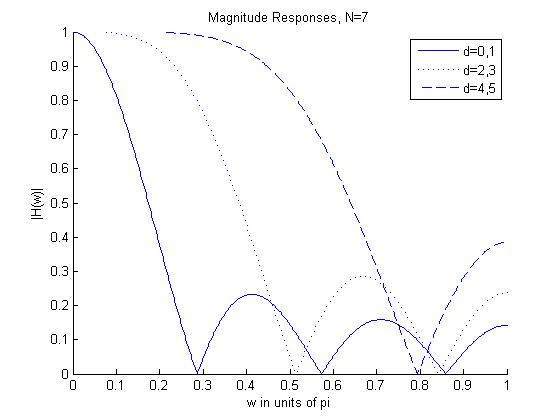 Magnitude Responses, N=7
d=0,1
d=2,3
d=4,5
|H(w)|
1
0.9
0.8
0.7
0.6
0.5
0.4
0.3
0.2
0.1
0
0 0.1 0.2 0.3 0.4 0.5 0.6 0.7 0.8 0.9 1
w in units of pi